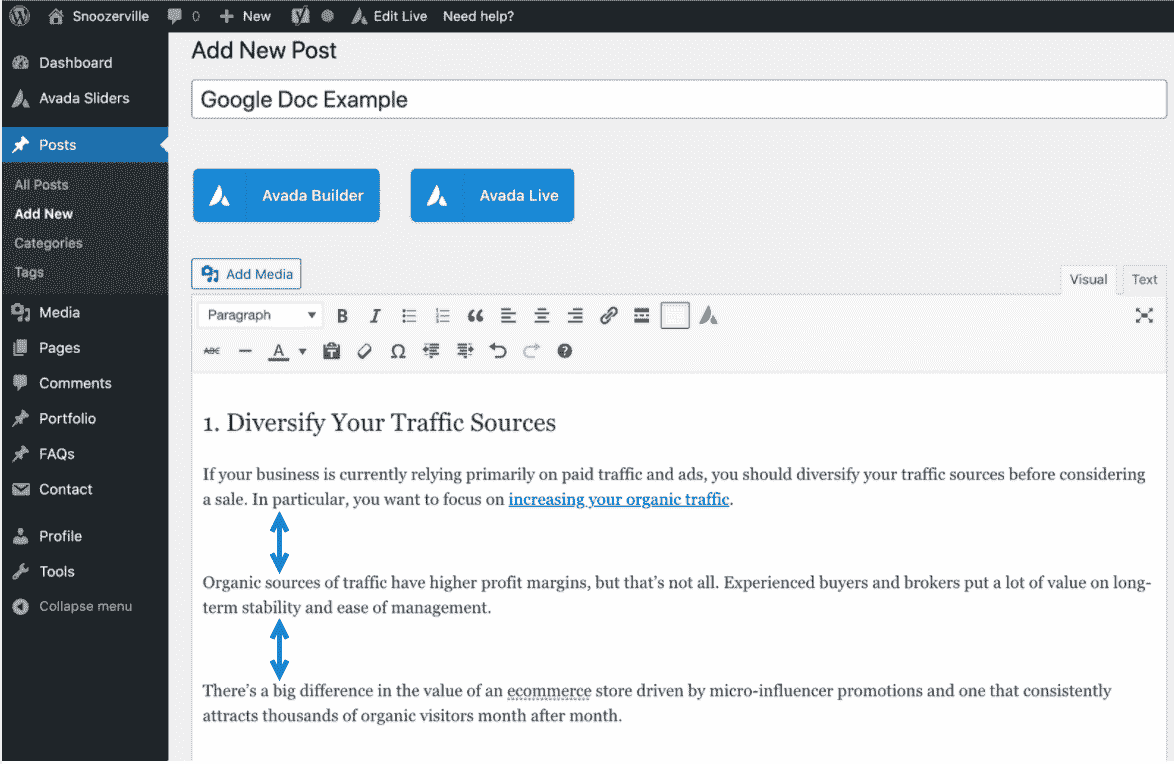 Snoozerville 0 New Edit Live Need help?
Dashboard
Avada Sliders
Posts
All Posts
Add New
Categories
Tags
Media
Pages
Comments
Portfolio
FAQs
Contact
Profile
Tools
Collapse menu
Add New Post
Google Doc Example
Avada Builder
Avada Live
Add Media
Visual Text
Paragraph B I
ABC A Ω
1. Diversify Your Traffic Sources
If your business is currently relying primarily on paid traffic and ads, you should diversify your traffic sources before considering
a sale. In particular, you want to focus on increasing your organic traffic.
Organic sources of traffic have higher profit margins, but that’s not all. Experienced buyers and brokers put a lot of value on long-
term stability and ease of management.
There’s a big difference in the value of an ecommerce store driven by micro-influencer promotions and one that consistently
attracts thousands of organic visitors month after month.